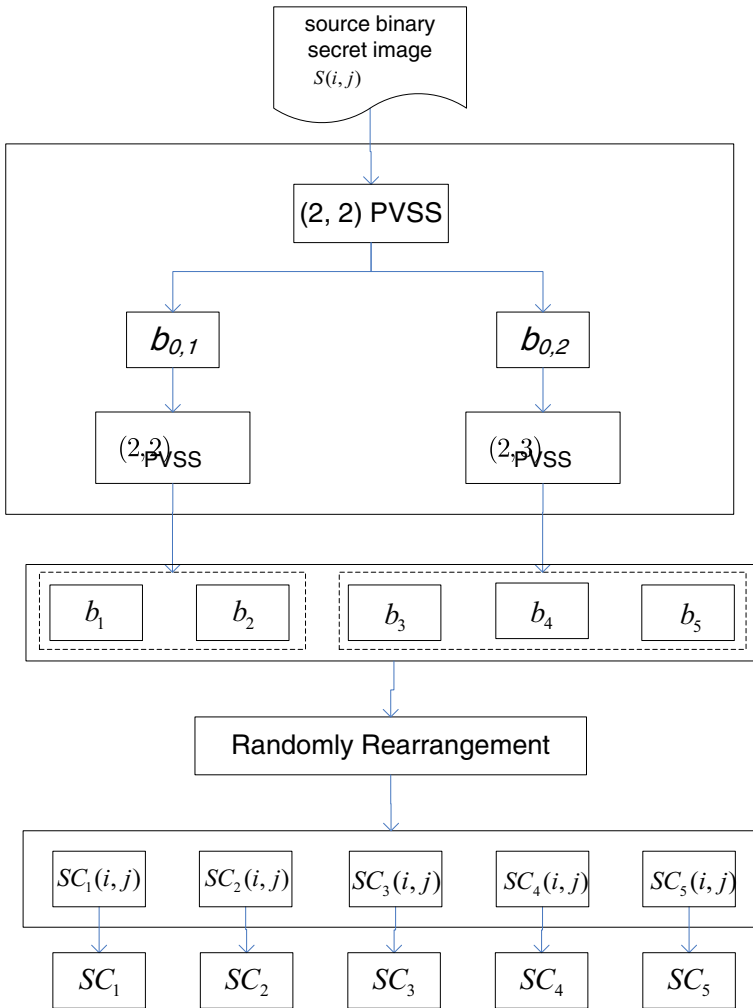 source binary
secret image
S(i, j)
(2, 2) PVSS
b0,1
b0,2
(2,2)
PVSS
(2,3)
PVSS
b1
b2
b3
b4
b5
Randomly Rearrangement
SC1(i, j)
SC2(i, j)
SC3(i, j)
SC4(i, j)
SC5(i, j)
SC1
SC2
SC3
SC4
SC5